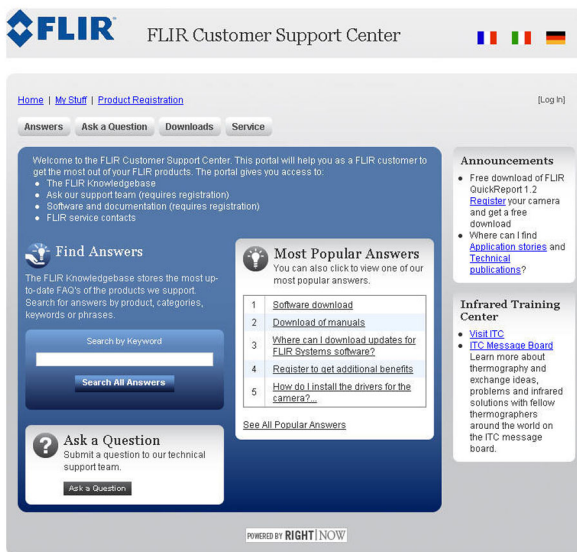 FLIR
FLIR Customer Support Center
Home | My Stuff | Product Registration
[Log In]
Answers
Ask a Question
Downloads
Service
Welcome to the FLIR Customer Support Center. This portal will help you as a FLIR customer to
get the most out of your FLIR products. The portal gives you access to:
The FLIR Knowledgebase
Ask our support team (requires registration)
Software and documentation (requires registration)
FLIR service contacts
Find Answers
The FLIR Knowledgebase stores the most up-
to-date FAQ's of the products we support.
Search for answers by product, categories,
keywords or phrases.
Search by Keyword
Search All Answers
Ask a Question
Submit a question to our technical
support team.
Ask a Question
Most Popular Answers
You can also click to view one of our
most popular answers.
1 Software download
2 Download of manuals
3 Where can I download updates for
FLIR Systems software?
4 Register to get additional benefits
5 How do I install the drivers for the
camera?...
See All Popular Answers
Announcements
Free download of FLIR
QuickReport 1.2
Register your camera
and get a free
download
Where can I find
Application stories and
Technical
publications?
Infrared Training
Center
Visit ITC
ITC Message Board
Learn more about
thermography and
exchange ideas,
problems and infrared
solutions with fellow
thermographers
around the world on
the ITC message
board.
POWERED BY RIGHT NOW